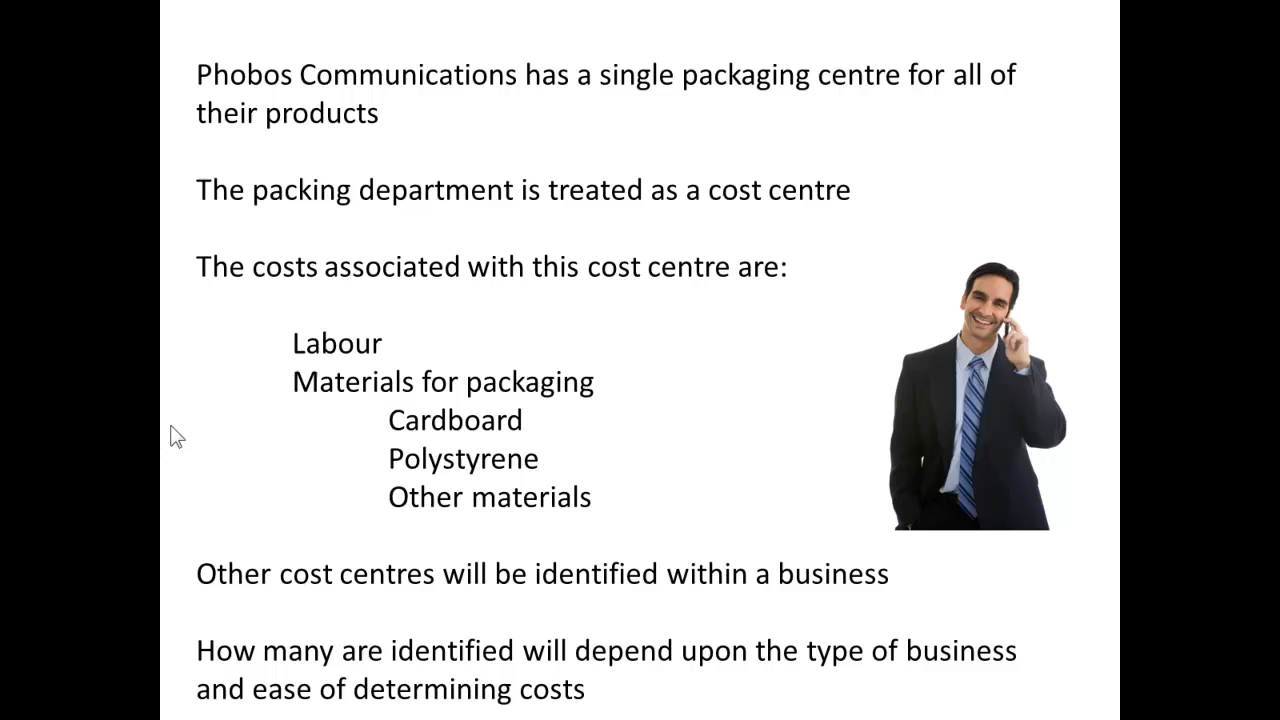 Phobos Communications has a single packaging centre for all of
their products
The packing department is treated as a cost centre
The costs associated with this cost centre are:
Labour
Materials for packaging
Cardboard
Polystyrene
Other materials
Other cost centres will be identified within a business
How many are identified will depend upon the type of business
and ease of determining costs